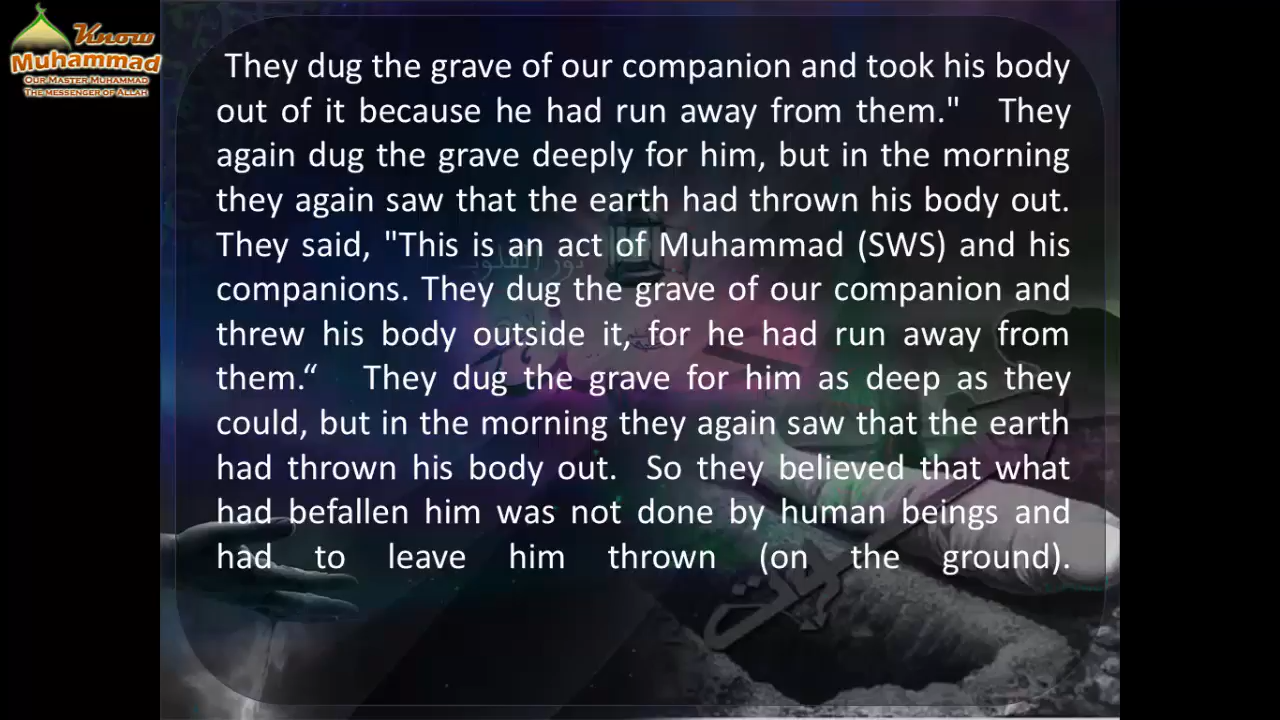 Know
Muhammad
Our Master Muhammad
The messenger of Allah
They dug the grave of our companion and took his body
out of it because he had run away from them." They
again dug the grave deeply for him, but in the morning
they again saw that the earth had thrown his body out.
They said, "This is an act of Muhammad (SWS) and his
companions. They dug the grave of our companion and
threw his body outside it, for he had run away from
them.“ They dug the grave for him as deep as they
could, but in the morning they again saw that the earth
had thrown his body out. So they believed that what
had befallen him was not done by human beings and
had to leave him thrown (on the ground).